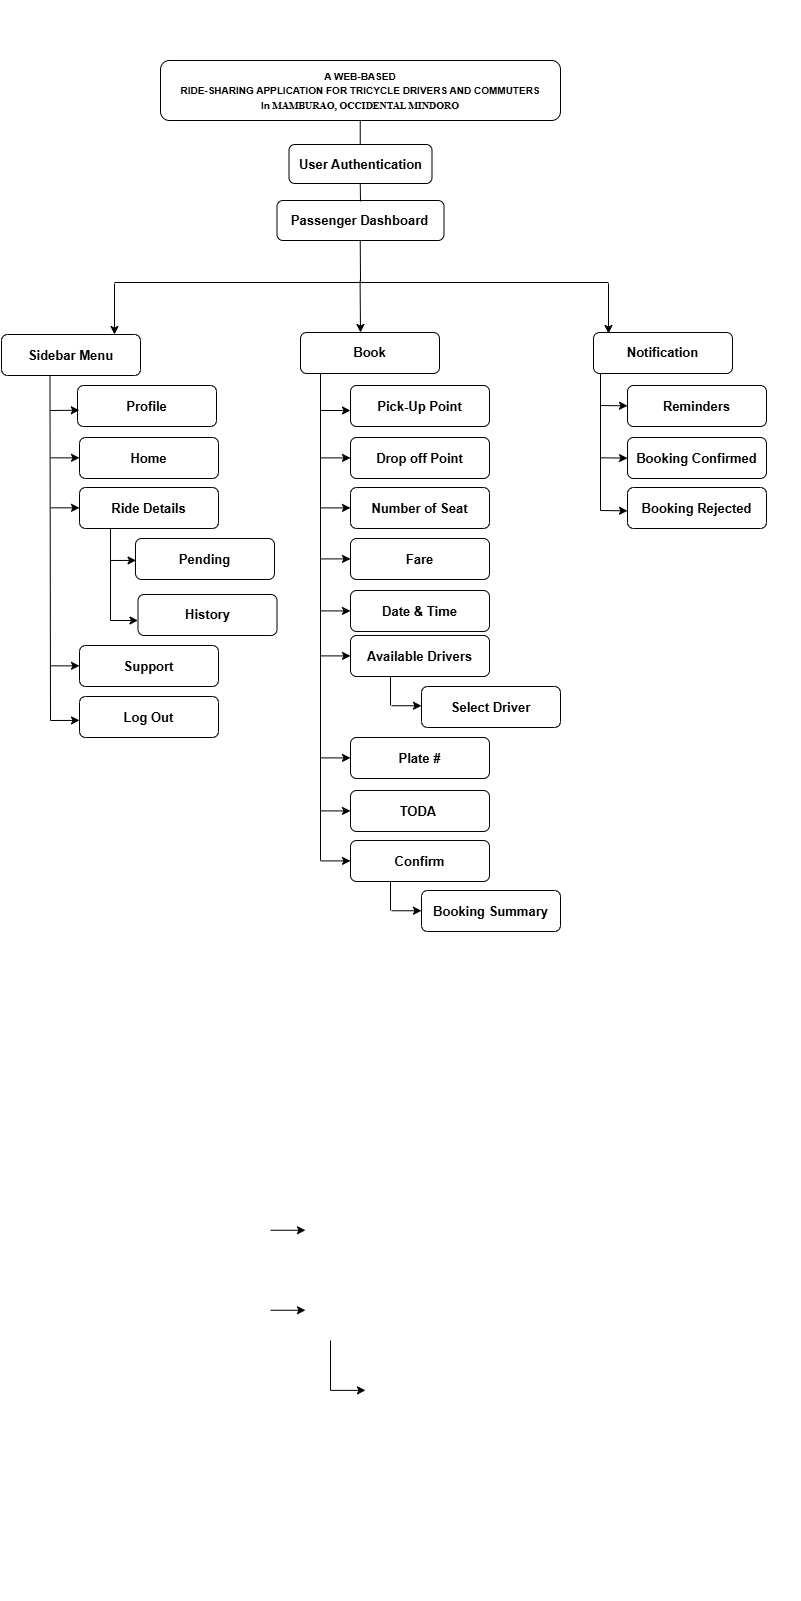 A WEB-BASED
RIDE-SHARING APPLICATION FOR TRICYCLE DRIVERS AND COMMUTERS
In MAMBURAO, OCCIDENTAL MINDORO
User Authentication
Passenger Dashboard
Sidebar Menu
Profile
Home
Ride Details
Pending
History
Support
Log Out
Book
Pick-Up Point
Drop off Point
Number of Seat
Fare
Date & Time
Available Drivers
Select Driver
Plate #
TODA
Confirm
Booking Summary
Notification
Reminders
Booking Confirmed
Booking Rejected